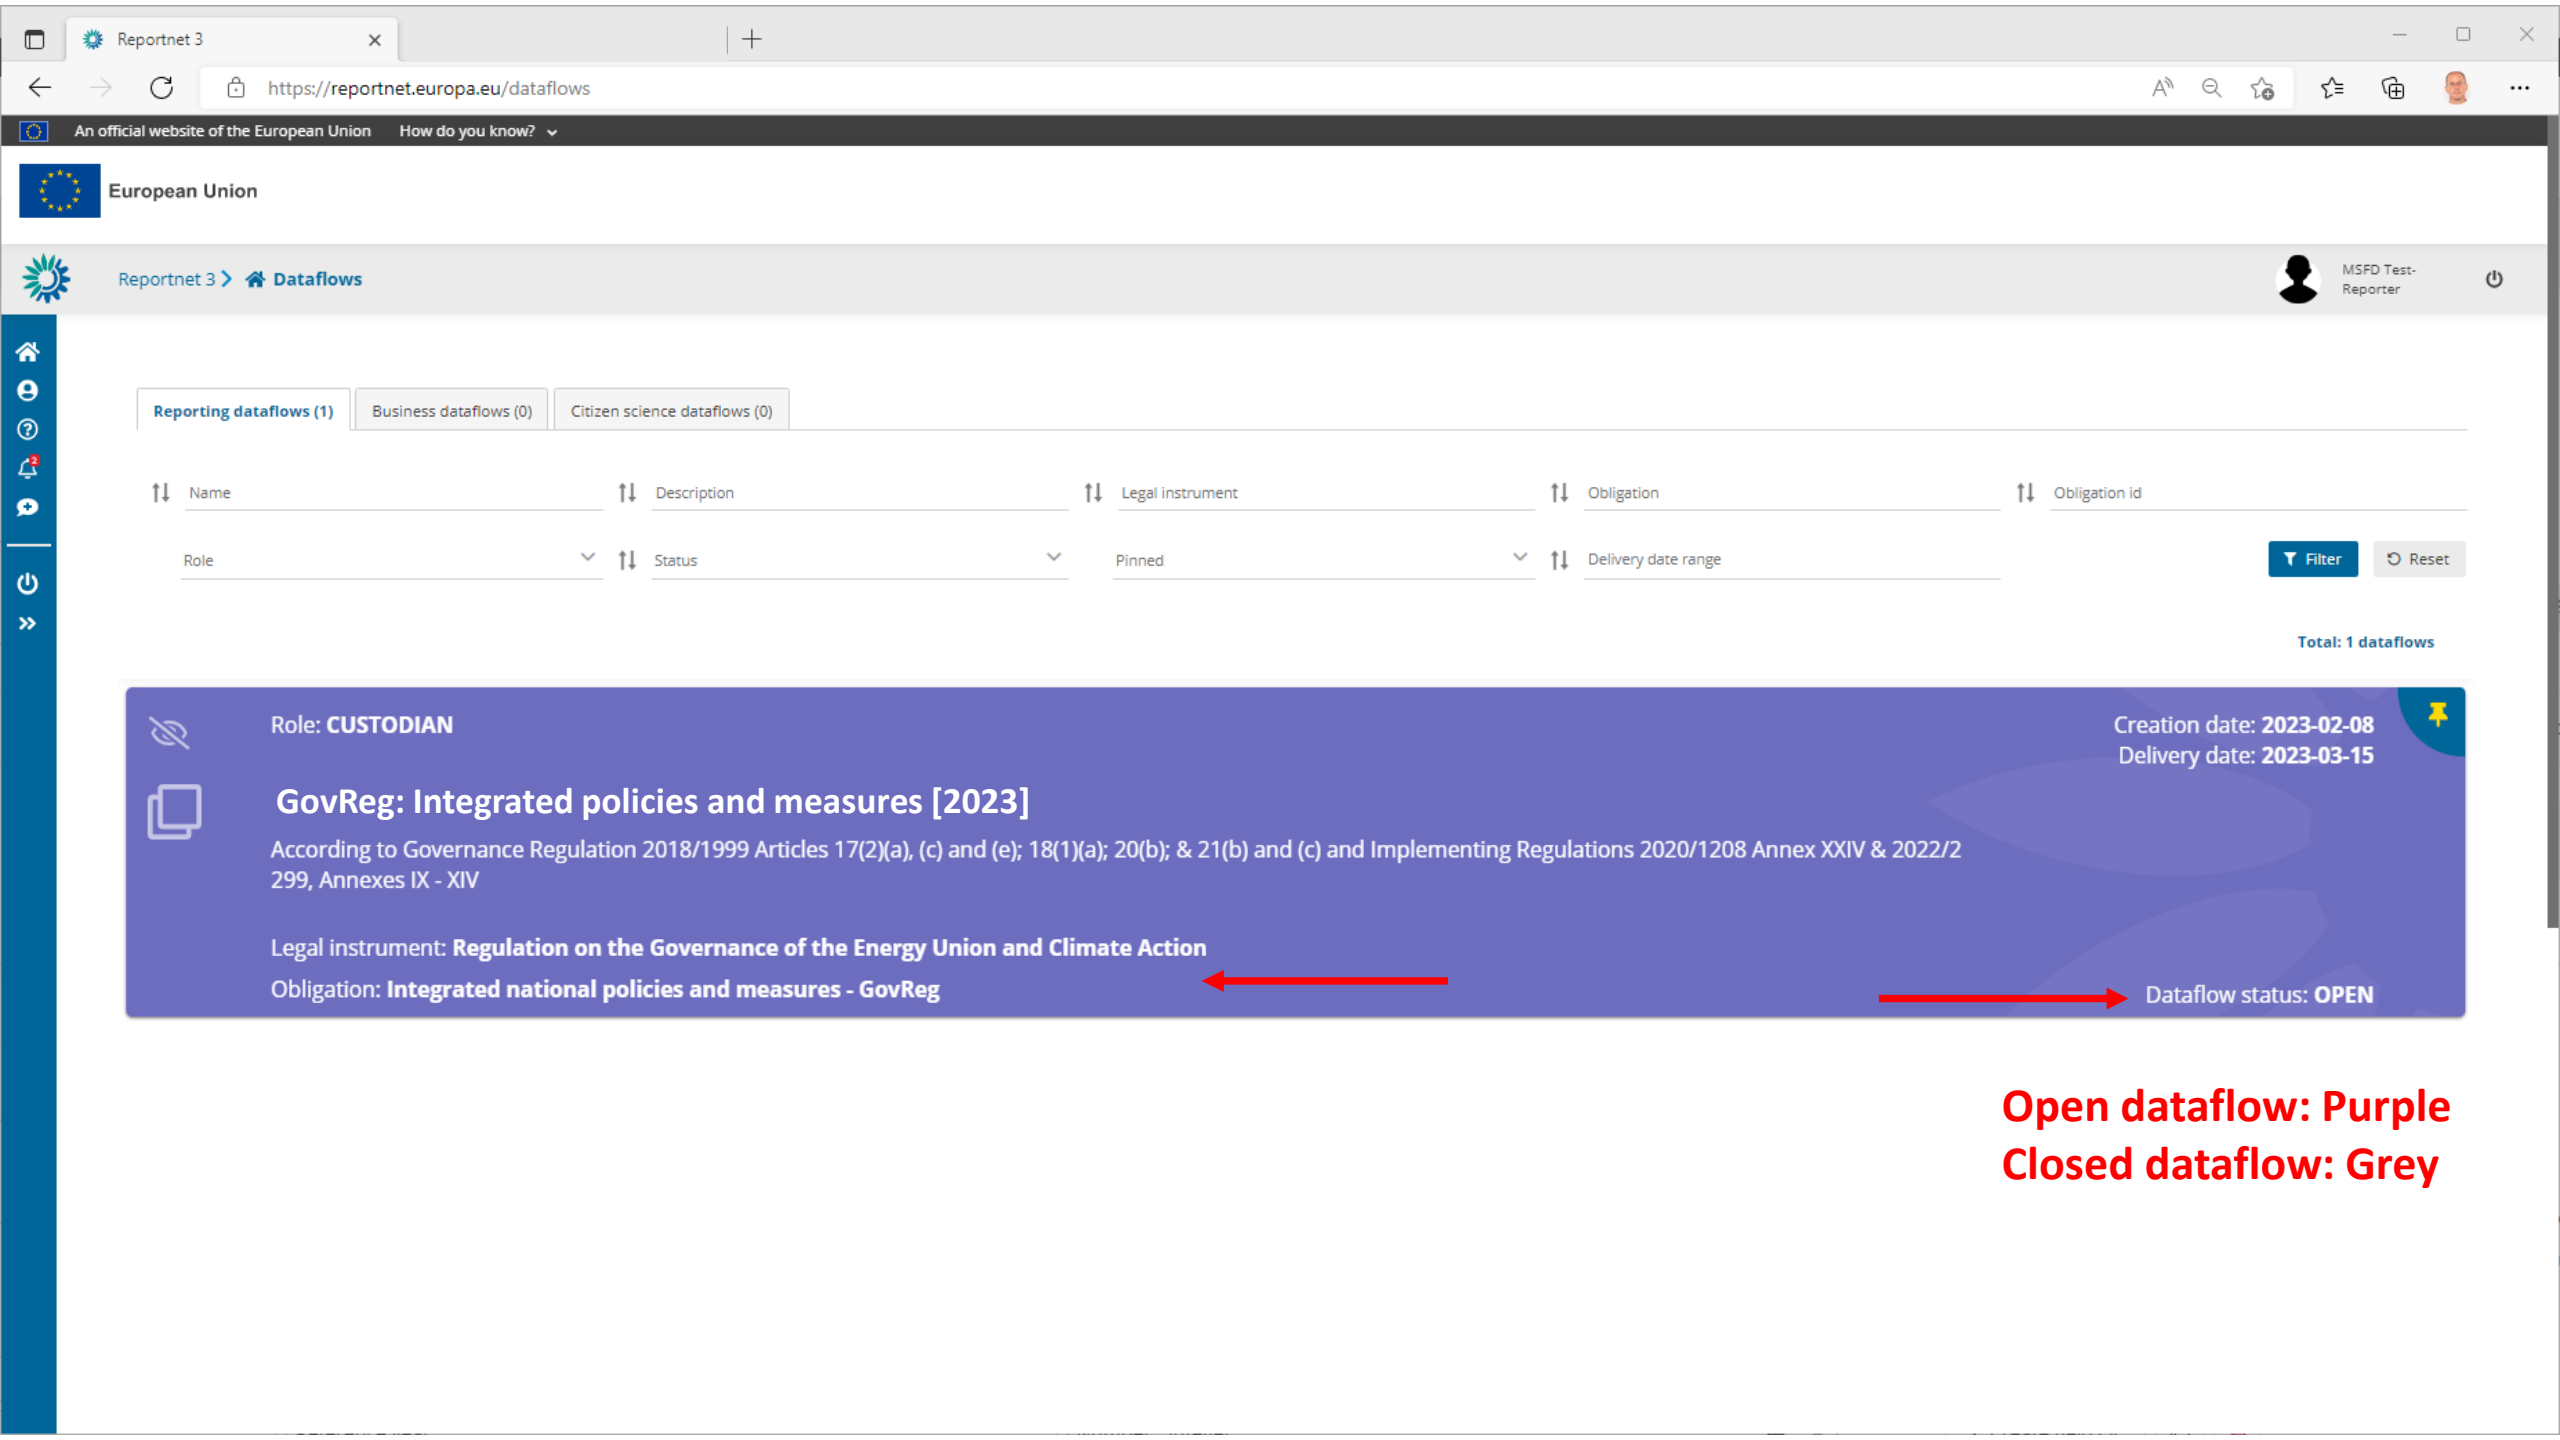 Reportnet 3
https://reportnet.europa.eu/dataflows
An official website of the European Union How do you know?
European Union
Reportnet 3 Dataflows
MSFD Test-
Reporter
2
Reporting dataflows (1) Business dataflows (0) Citizen science dataflows (0)
Name Description Legal instrument Obligation Obligation id
Role Status Pinned Delivery date range Filter Reset
Total: 1 dataflows
Role: CUSTODIAN
Creation date: 2023-02-08
Delivery date: 2023-03-15
GovReg: Integrated policies and measures [2023]
According to Governance Regulation 2018/1999 Articles 17(2)(a), (c) and (e); 18(1)(a); 20(b); & 21(b) and (c) and Implementing Regulations 2020/1208 Annex XXIV & 2022/2
299, Annexes IX - XIV
Legal instrument: Regulation on the Governance of the Energy Union and Climate Action
Obligation: Integrated national policies and measures - GovReg
Dataflow status: OPEN
Open dataflow: Purple
Closed dataflow: Grey